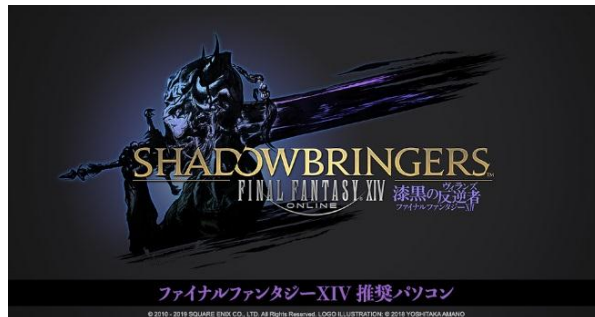 SHADOWBRINGERS™
FINAL FANTASY® XIV
ONLINE
漆黒の反逆者
ヴィランズ
ファイナルファンタジーXIV
ファイナルファンタジーXIV 推奨パソコン
© 2010 - 2019 SQUARE ENIX CO., LTD. All Rights Reserved. LOGO ILLUSTRATION: © 2018 YOSHITAKA AMANO